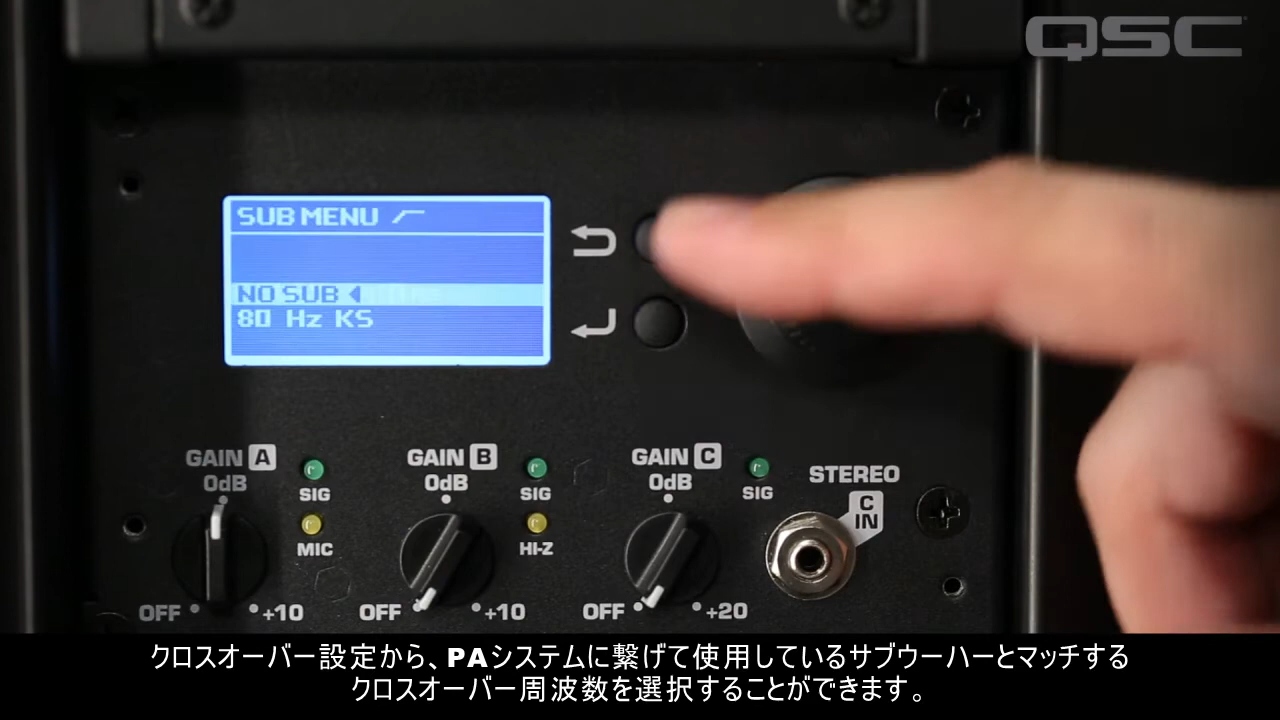 QSC
SUB MENU
NO SUB
80 Hz KS
GAIN A
0dB
SIG
MIC
OFF
+10
GAIN B
0dB
SIG
HI-Z
OFF
+10
GAIN C
0dB
SIG
OFF
+20
STEREO
C
IN
クロスオーバー設定から、PAシステムに繋げて使用しているサブウーハーとマッチする
クロスオーバー周波数を選択することができます。